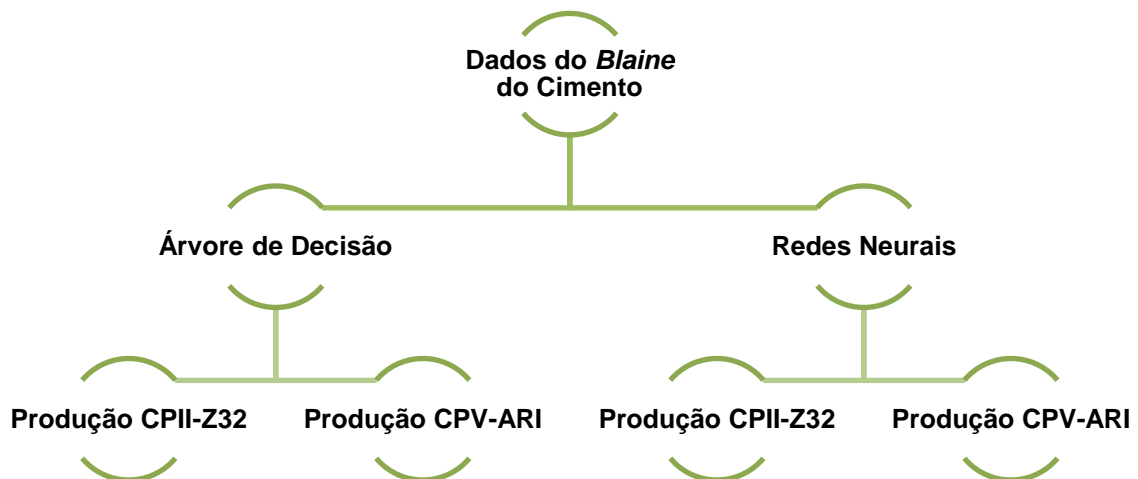 Dados do Blaine
do Cimento
Árvore de Decisão
Redes Neurais
Produção CPII-Z32
Produção CPV-ARI
Produção CPII-Z32
Produção CPV-ARI